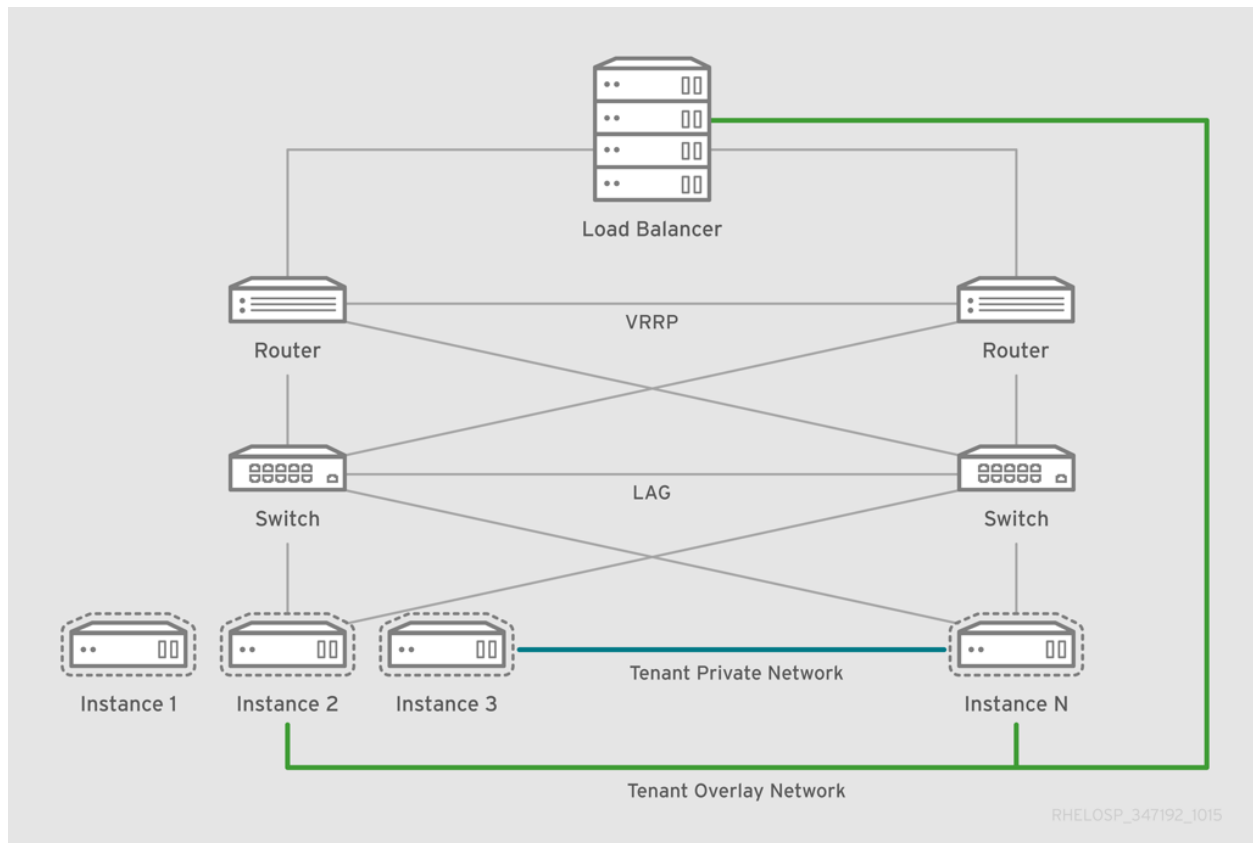 Load Balancer
VRRP
Router
Router
LAG
Switch
Switch
Tenant Private Network
Instance 1
Instance 2
Instance 3
Instance N
Tenant Overlay Network
RHELOSP_347192_1015